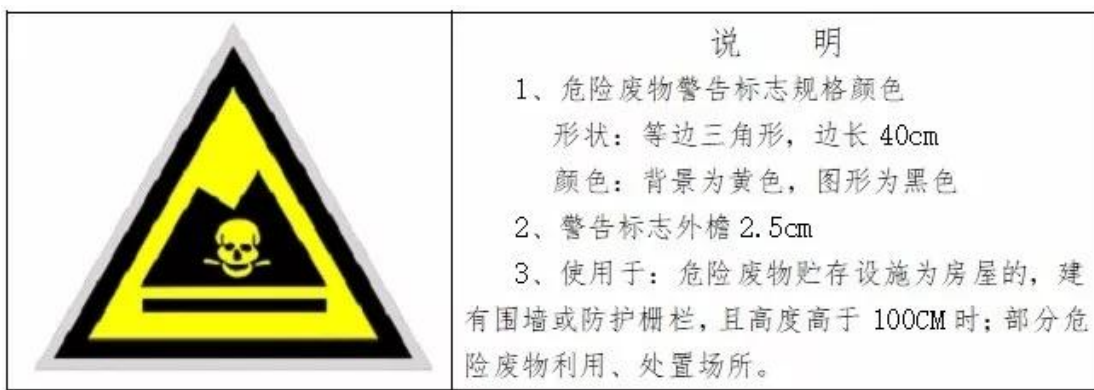 说 明
1、危险废物警告标志规格颜色
形状：等边三角形，边长 40cm
颜色：背景为黄色，图形为黑色
2、警告标志外檐 2.5cm
3、使用于：危险废物贮存设施为房屋的，建
有围墙或防护栅栏，且高度高于 100CM 时；部分危
险废物利用、处置场所。